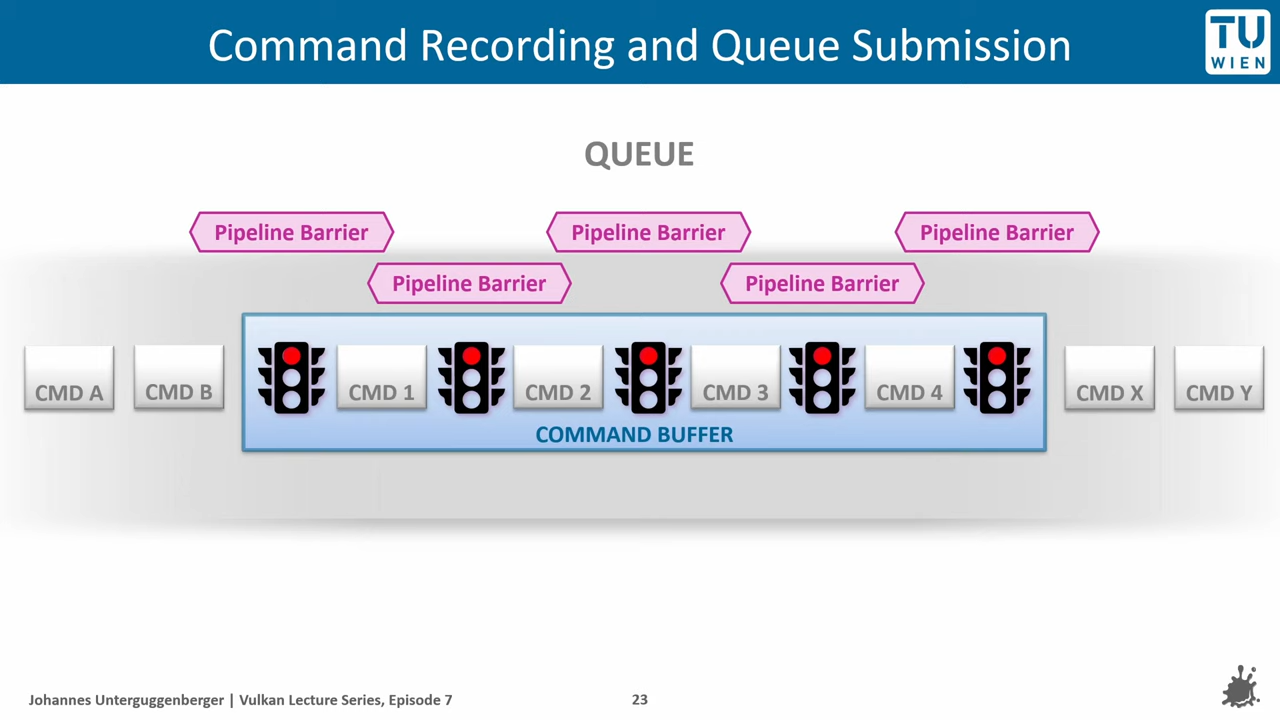 Command Recording and Queue Submission
TU
WIEN
QUEUE
Pipeline Barrier
Pipeline Barrier
Pipeline Barrier
Pipeline Barrier
Pipeline Barrier
CMD A
CMD B
CMD 1
CMD 2
CMD 3
CMD 4
CMD X
CMD Y
COMMAND BUFFER
Johannes Unterguggenberger | Vulkan Lecture Series, Episode 7
23